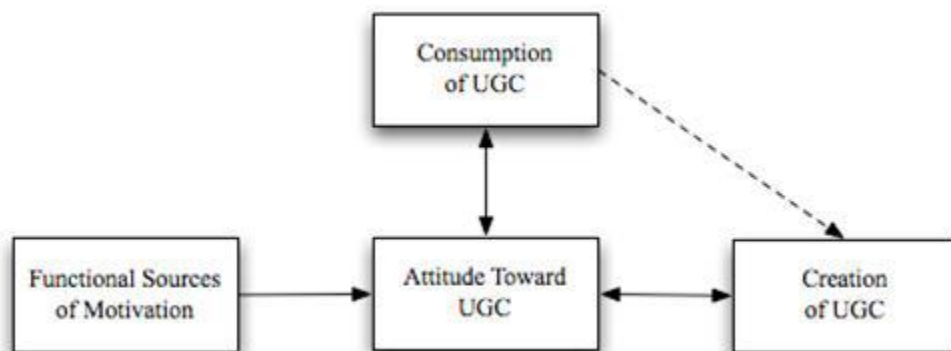 Consumption
of UGC
Functional Sources
of Motivation
Attitude Toward
UGC
Creation
of UGC